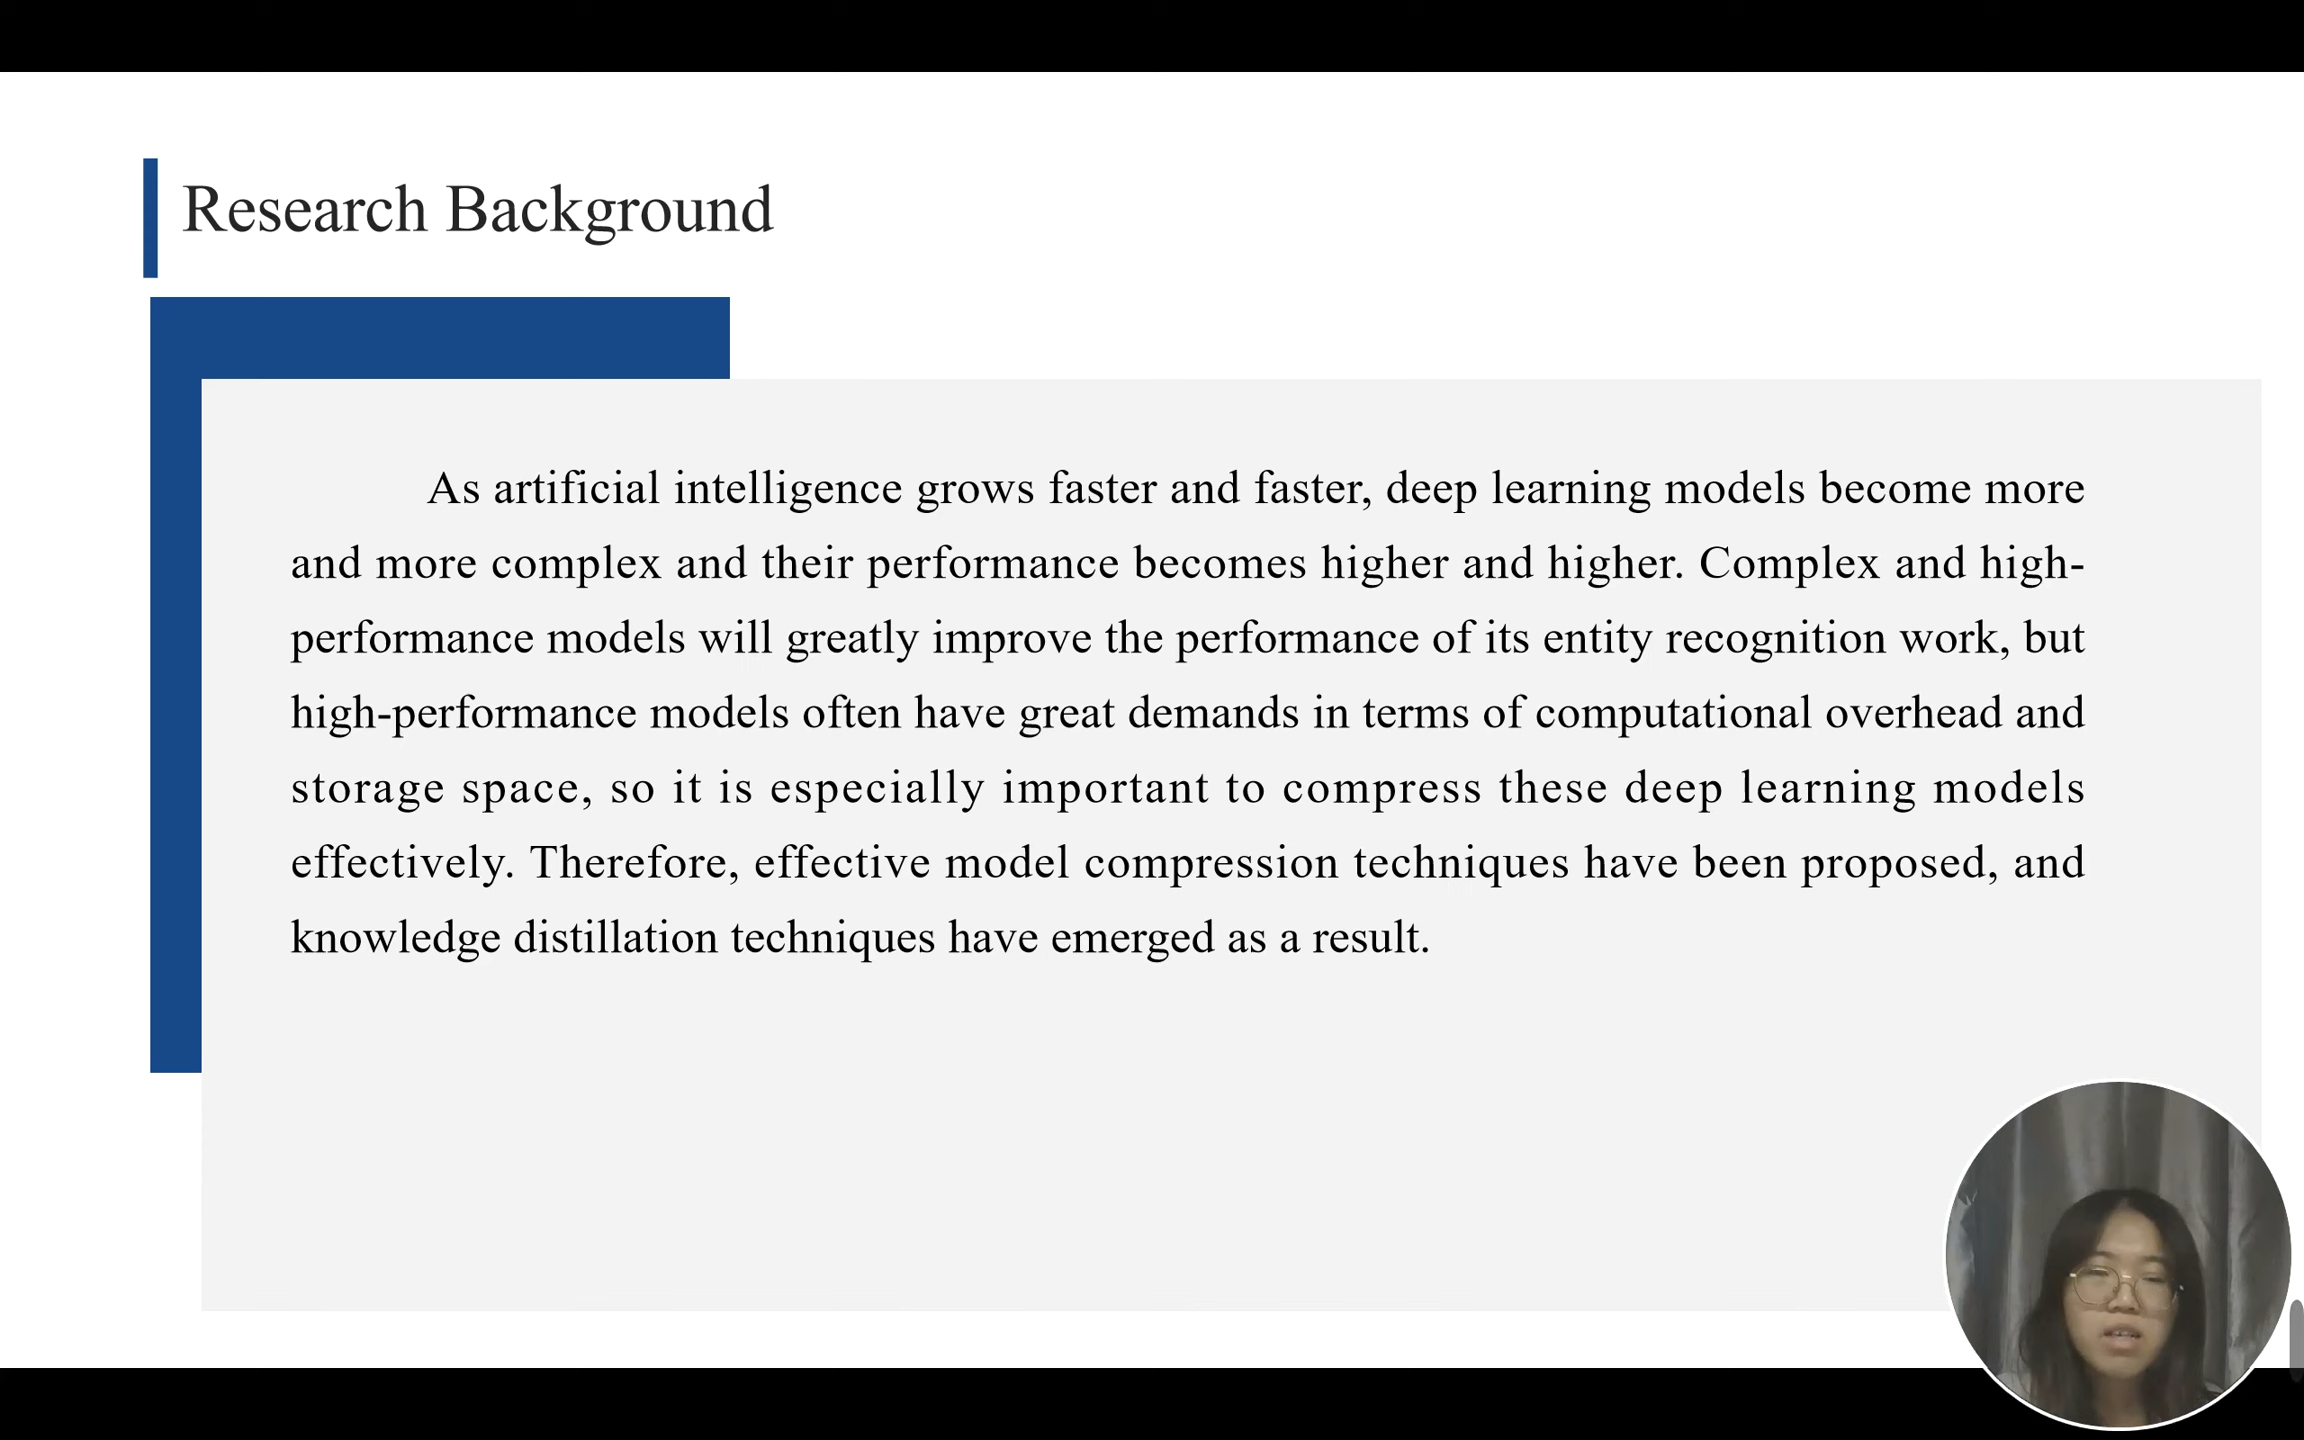 Research Background
As artificial intelligence grows faster and faster, deep learning models become more
and more complex and their performance becomes higher and higher. Complex and high-
performance models will greatly improve the performance of its entity recognition work, but
high-performance models often have great demands in terms of computational overhead and
storage space, so it is especially important to compress these deep learning models
effectively. Therefore, effective model compression techniques have been proposed, and
knowledge distillation techniques have emerged as a result.